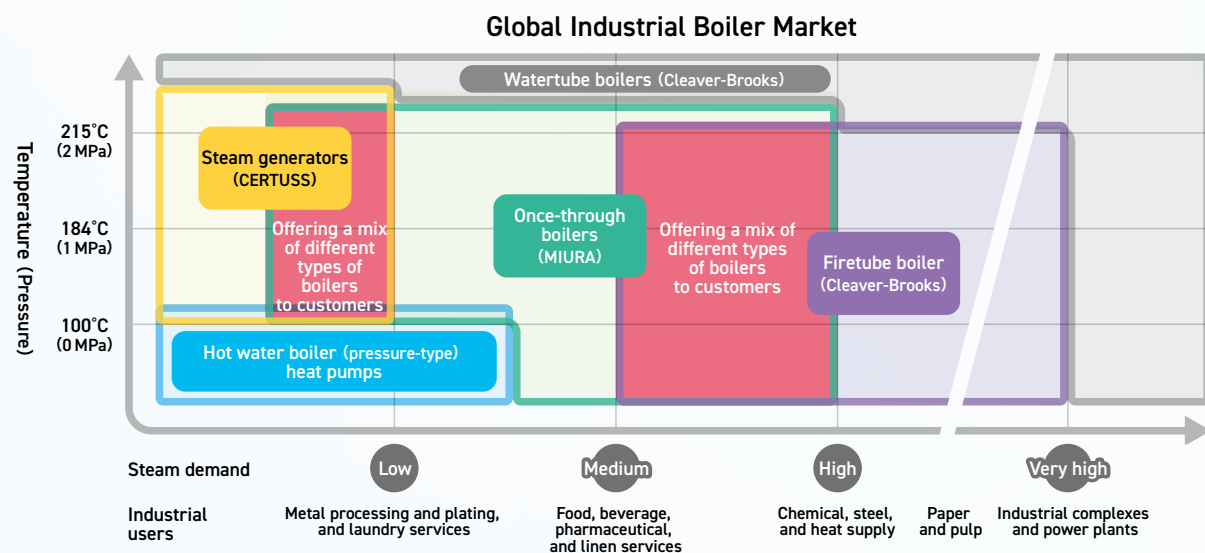 Global Industrial Boiler Market
Watertube boilers (Cleaver-Brooks)
Temperature (Pressure)
215°C
(2 MPa)
184°C
(1 MPa)
100°C
(0 MPa)
Steam generators
(CERTUSS)
Offering a mix
of different
types of
boilers
to customers
Once-through
boilers
(MIURA)
Offering a mix of
different types
of boilers
to customers
Firetube boiler
(Cleaver-Brooks)
Hot water boiler (pressure-type)
heat pumps
Steam demand
Low
Medium
High
Very high
Industrial
users
Metal processing and plating,
and laundry services
Food, beverage,
pharmaceutical,
and linen services
Chemical, steel,
and heat supply
Paper
and pulp
Industrial complexes
and power plants